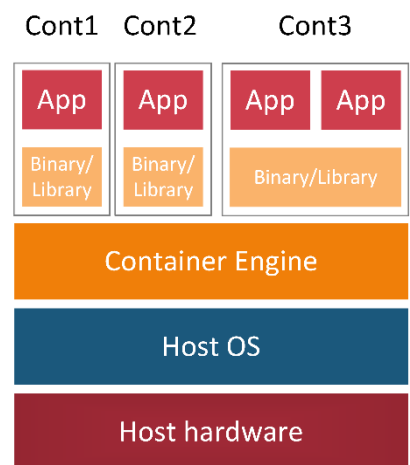 Cont1 Cont2 Cont3
App App App App
Binary/ Binary/ Binary/Library
Library Library
Container Engine
Host OS
Host hardware